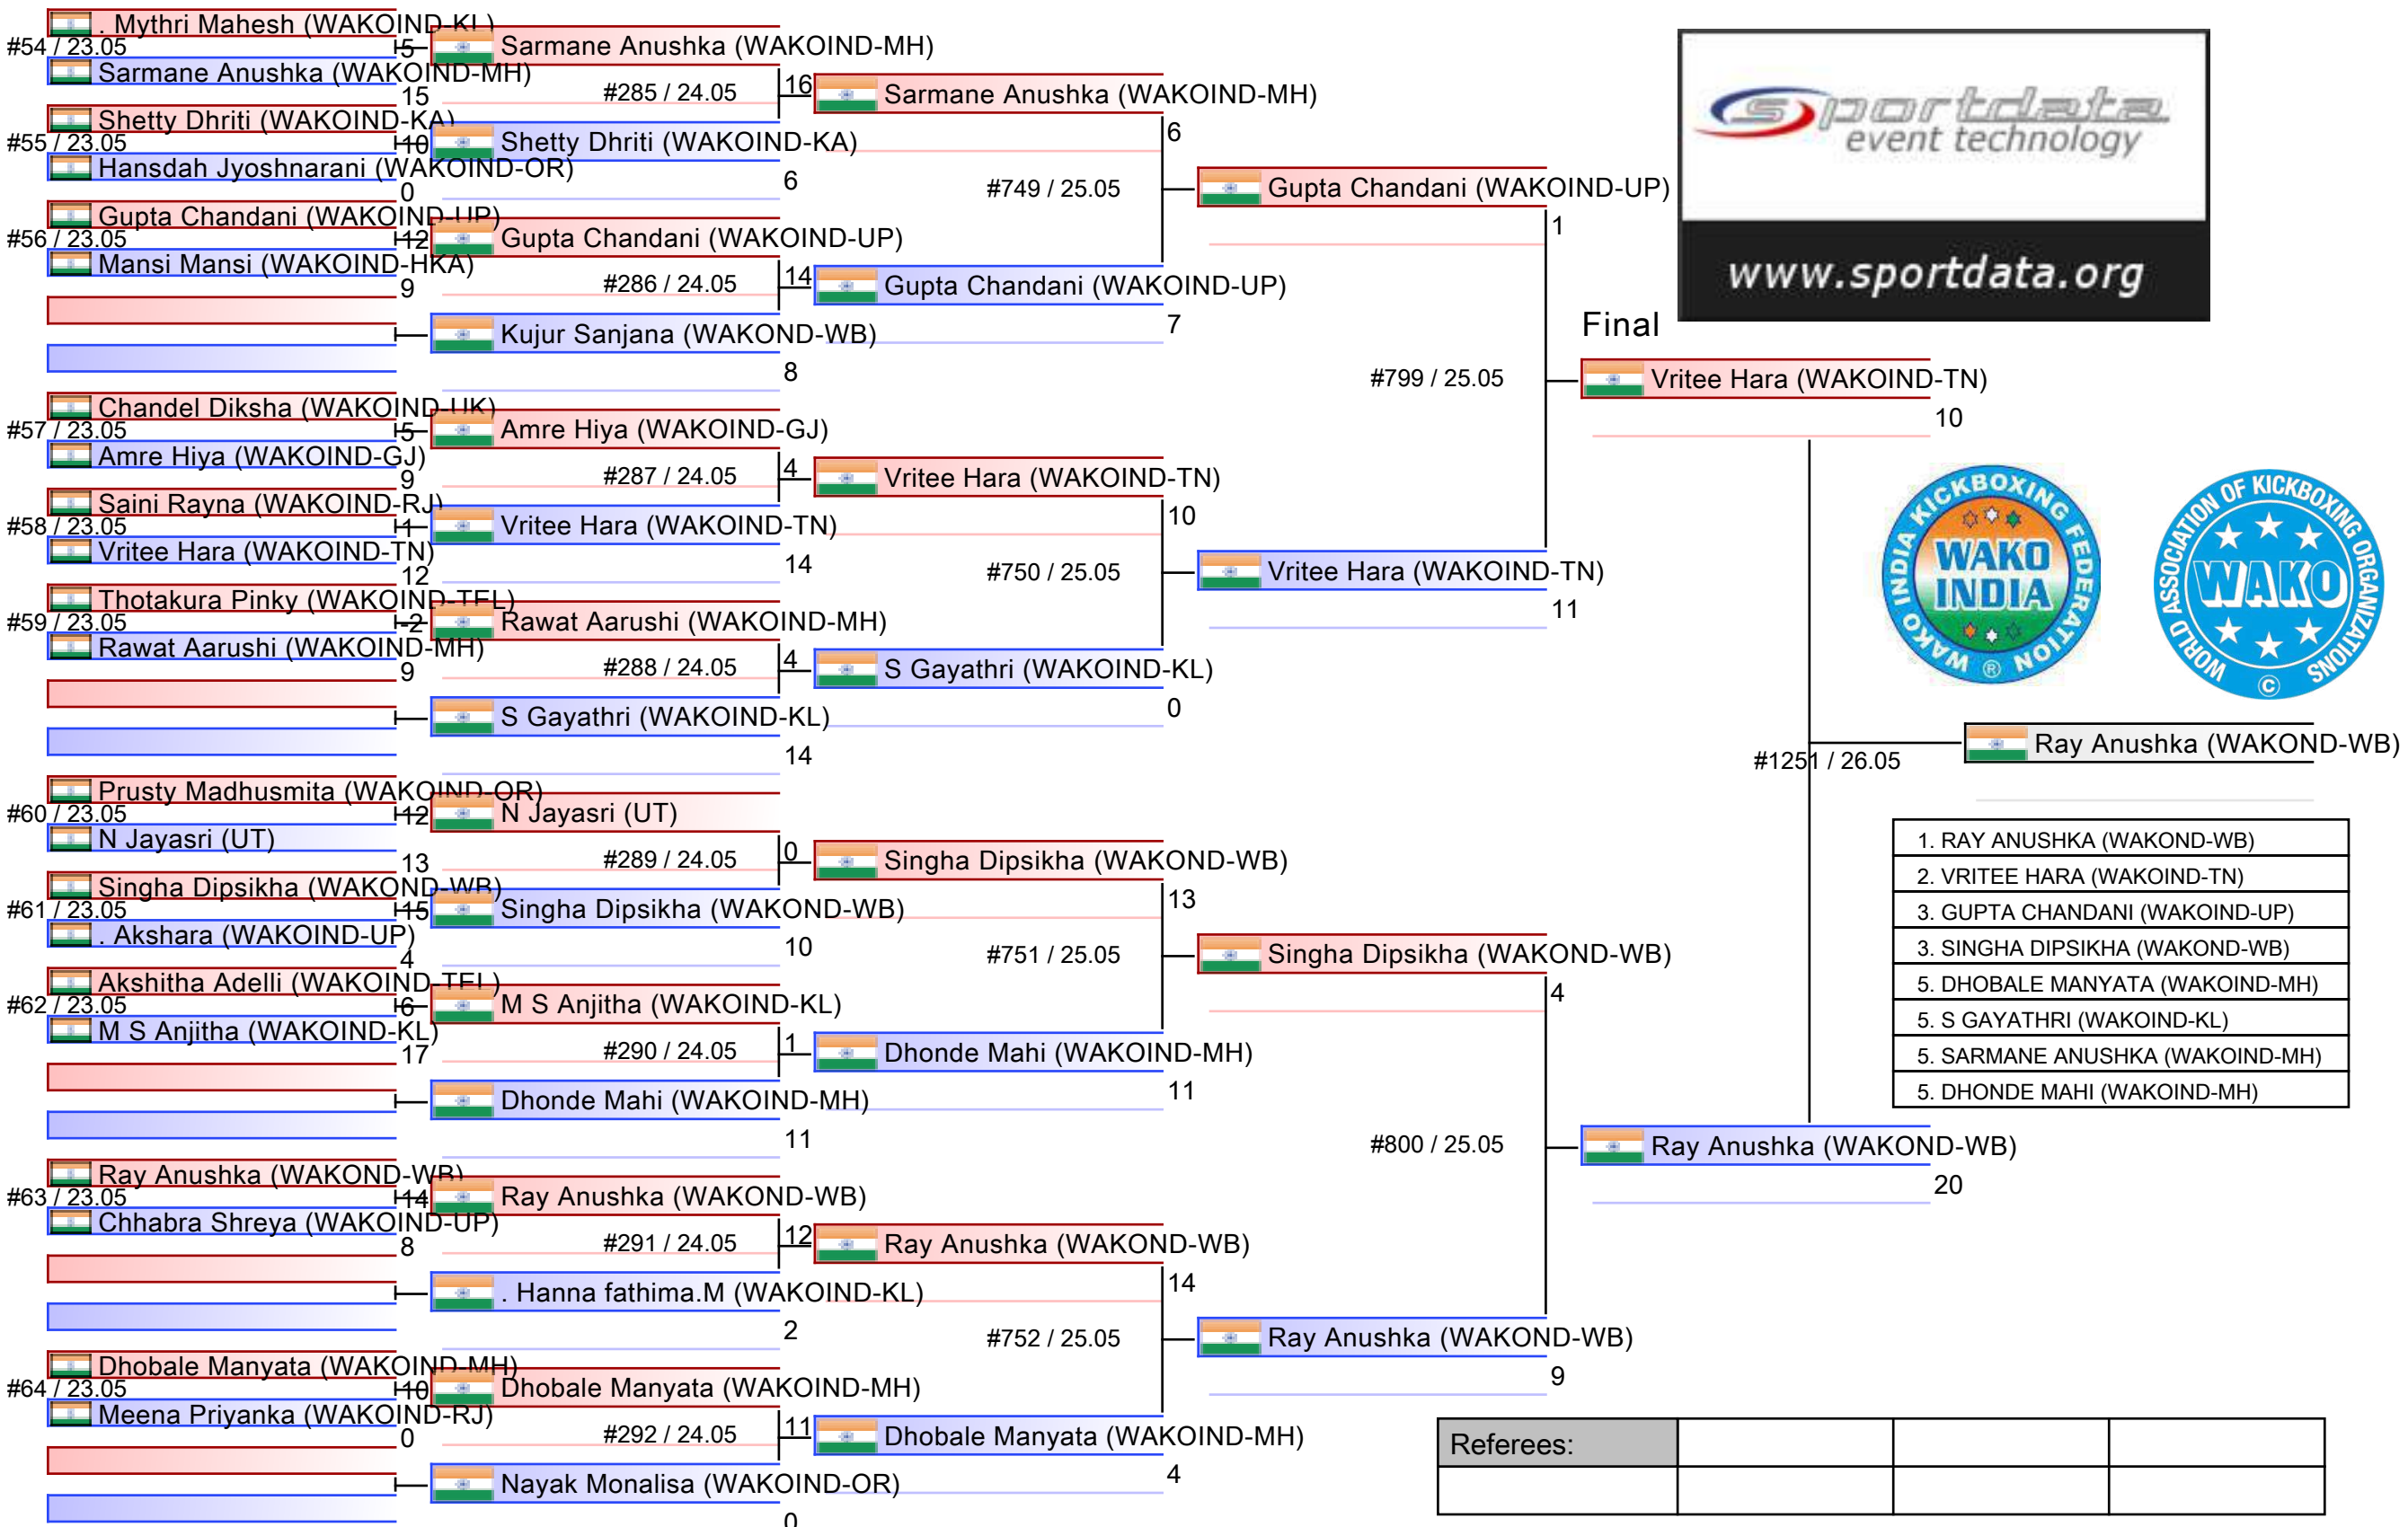 . Mythri Mahesh (WAKOIND-KL)
5
#54 / 23.05
Sarmane Anushka (WAKOIND-MH)
15
Shetty Dhriti (WAKOIND-KA)
10
#55 / 23.05
Hansdah Jyoshnarani (WAKOIND-OR)
0
Gupta Chandani (WAKOIND-UP)
12
#56 / 23.05
Mansi Mansi (WAKOIND-HKA)
9
Chandel Diksha (WAKOIND-UK)
5
#57 / 23.05
Amre Hiya (WAKOIND-GJ)
9
Saini Rayna (WAKOIND-RJ)
1
#58 / 23.05
Vritee Hara (WAKOIND-TN)
12
Thotakura Pinky (WAKOIND-TEL)
-2
#59 / 23.05
Rawat Aarushi (WAKOIND-MH)
9
Prusty Madhusmita (WAKOIND-OR)
12
#60 / 23.05
N Jayasri (UT)
13
Singha Dipsikha (WAKOND-WB)
15
#61 / 23.05
. Akshara (WAKOIND-UP)
4
Akshitha Adelli (WAKOIND-TEL)
6
#62 / 23.05
M S Anjitha (WAKOIND-KL)
17
Ray Anushka (WAKOND-WB)
14
#63 / 23.05
Chhabra Shreya (WAKOIND-UP)
8
Dhobale Manyata (WAKOIND-MH)
10
#64 / 23.05
Meena Priyanka (WAKOIND-RJ)
0
Sarmane Anushka (WAKOIND-MH)
16
#285 / 24.05
Shetty Dhriti (WAKOIND-KA)
6
Gupta Chandani (WAKOIND-UP)
14
#286 / 24.05
Kujur Sanjana (WAKOND-WB)
8
Amre Hiya (WAKOIND-GJ)
4
#287 / 24.05
Vritee Hara (WAKOIND-TN)
14
Rawat Aarushi (WAKOIND-MH)
4
#288 / 24.05
S Gayathri (WAKOIND-KL)
14
N Jayasri (UT)
0
#289 / 24.05
Singha Dipsikha (WAKOND-WB)
10
M S Anjitha (WAKOIND-KL)
1
#290 / 24.05
Dhonde Mahi (WAKOIND-MH)
11
Ray Anushka (WAKOND-WB)
12
#291 / 24.05
. Hanna fathima.M (WAKOIND-KL)
2
Dhobale Manyata (WAKOIND-MH)
11
#292 / 24.05
Nayak Monalisa (WAKOIND-OR)
0
Sarmane Anushka (WAKOIND-MH)
6
#749 / 25.05
Gupta Chandani (WAKOIND-UP)
7
Vritee Hara (WAKOIND-TN)
10
#750 / 25.05
S Gayathri (WAKOIND-KL)
0
Singha Dipsikha (WAKOND-WB)
13
#751 / 25.05
Dhonde Mahi (WAKOIND-MH)
11
Ray Anushka (WAKOND-WB)
14
#752 / 25.05
Dhobale Manyata (WAKOIND-MH)
4
Gupta Chandani (WAKOIND-UP)
1
#799 / 25.05
Vritee Hara (WAKOIND-TN)
11
Singha Dipsikha (WAKOND-WB)
4
#800 / 25.05
Ray Anushka (WAKOND-WB)
9
sportdata
event technology
www.sportdata.org
Final
Vritee Hara (WAKOIND-TN)
10
#1251 / 26.05
Ray Anushka (WAKOND-WB)
20
WAKO INDIA KICKBOXING FEDERATION
WAKO
INDIA
®
WORLD ASSOCIATION OF KICKBOXING ORGANIZATIONS
WAKO
©
Ray Anushka (WAKOND-WB)
1. RAY ANUSHKA (WAKOND-WB)
2. VRITEE HARA (WAKOIND-TN)
3. GUPTA CHANDANI (WAKOIND-UP)
3. SINGHA DIPSIKHA (WAKOND-WB)
5. DHOBALE MANYATA (WAKOIND-MH)
5. S GAYATHRI (WAKOIND-KL)
5. SARMANE ANUSHKA (WAKOIND-MH)
5. DHONDE MAHI (WAKOIND-MH)
Referees: